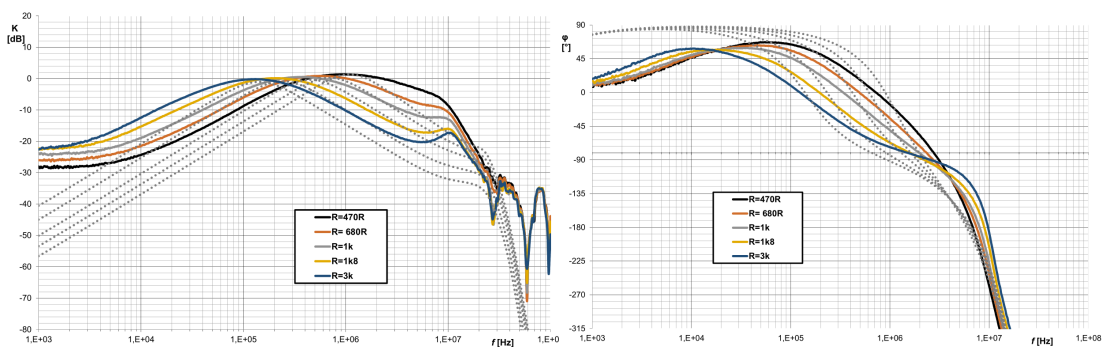 K
[dB]
20
10
0
-10
-20
-30
-40
-50
-60
-70
-80
R=470R
R= 680R
R=1k
R=1k8
R=3k
1,E+03
1,E+04
1,E+05
1,E+06
1,E+07
f [Hz]
1,E+0
φ
[°]
90
45
0
-45
-90
-135
-180
-225
-270
-315
R=470R
R= 680R
R=1k
R=1k8
R=3k
1,E+03
1,E+04
1,E+05
1,E+06
1,E+07
f [Hz]
1,E+08